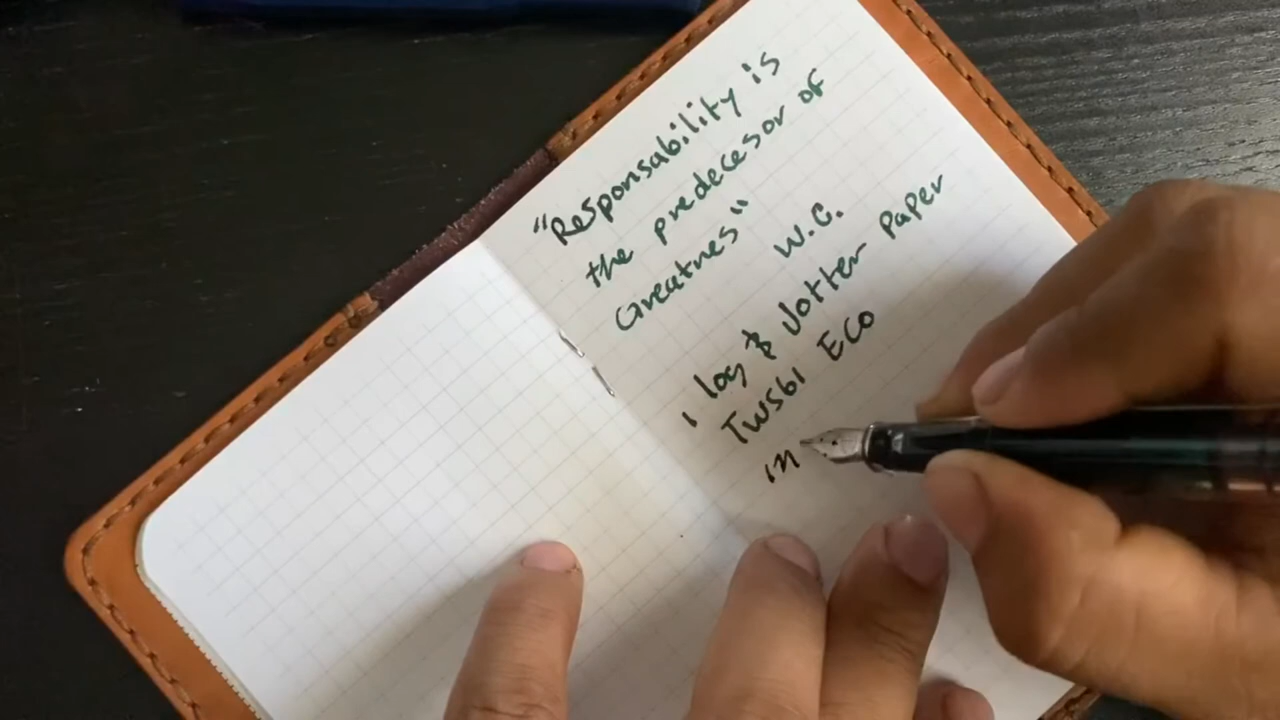 "Responsability is
the predecesor of
Greatnes"
W.C.
1 log & Jotter Paper
TWSBI ECO
in